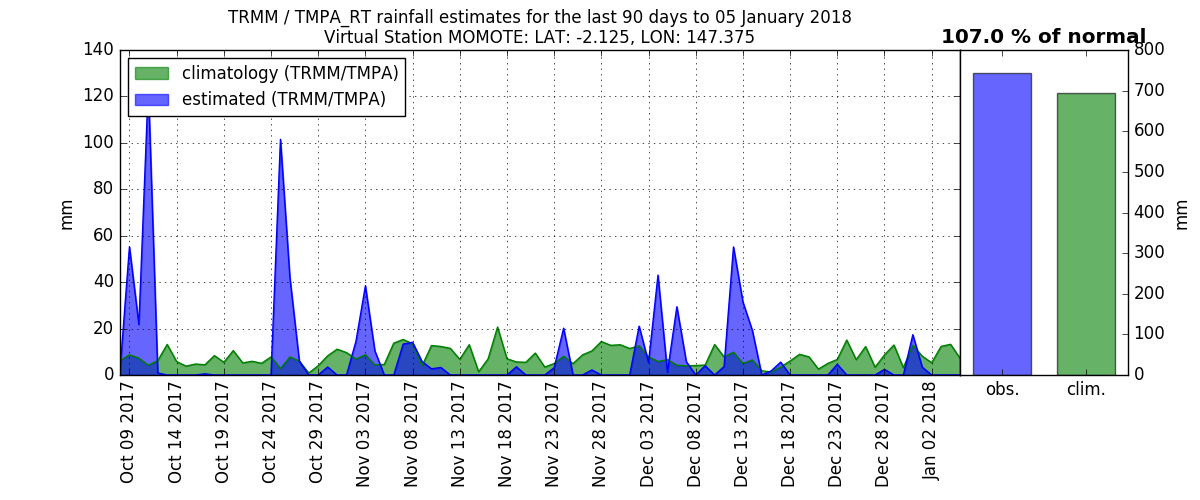 TRMM / TMPA_RT rainfall estimates for the last 90 days to 05 January 2018
Virtual Station MOMOTE: LAT: -2.125, LON: 147.375
107.0 % of normal
climatology (TRMM/TMPA)
estimated (TRMM/TMPA)
140
120
100
80
60
40
20
0
mm
Oct 09 2017
Oct 14 2017
Oct 19 2017
Oct 24 2017
Oct 29 2017
Nov 03 2017
Nov 08 2017
Nov 13 2017
Nov 18 2017
Nov 23 2017
Nov 28 2017
Dec 03 2017
Dec 08 2017
Dec 13 2017
Dec 18 2017
Dec 23 2017
Dec 28 2017
Jan 02 2018
800
700
600
500
400
300
200
100
0
mm
obs.
clim.